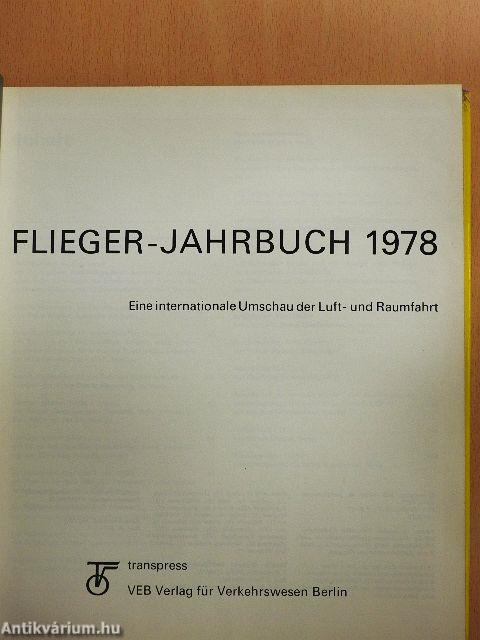 FLIEGER-JAHRBUCH 1978
Eine internationale Umschau der Luft- und Raumfahrt
transpress
VEB Verlag für Verkehrswesen Berlin
Antikvárium.hu